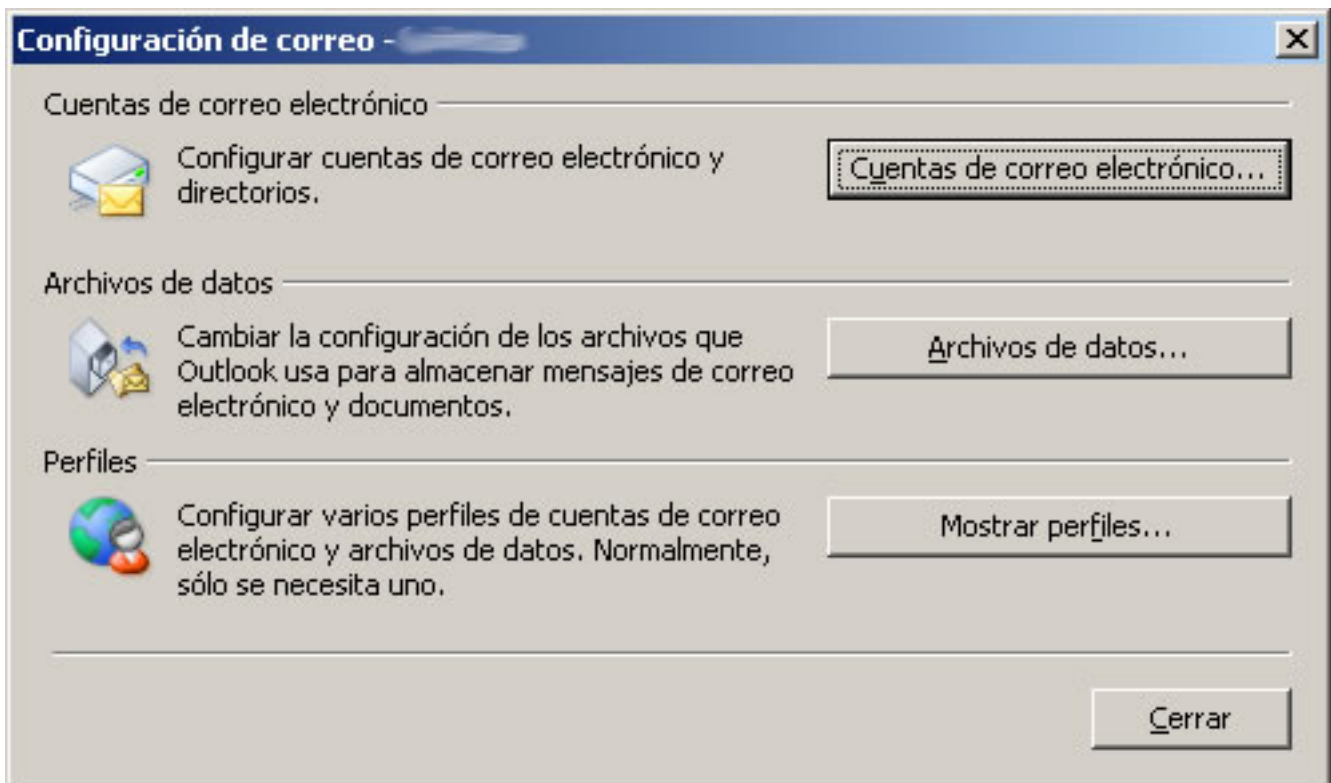 Configuración de correo -
Cuentas de correo electrónico
Configurar cuentas de correo electrónico y
directorios.
Cuentas de correo electrónico...
Archivos de datos
Cambiar la configuración de los archivos que
Outlook usa para almacenar mensajes de correo
electrónico y documentos.
Archivos de datos...
Perfiles
Configurar varios perfiles de cuentas de correo
electrónico y archivos de datos. Normalmente,
sólo se necesita uno.
Mostrar perfiles...
Cerrar